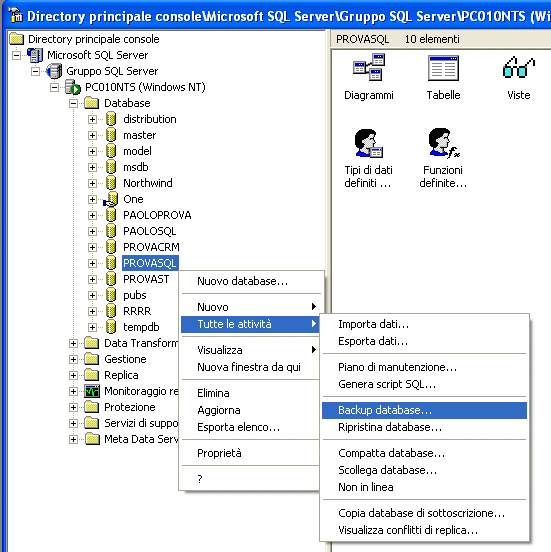 Directory principale console\Microsoft SQL Server\Gruppo SQL Server\PC010NTS (Wi
Directory principale console
Microsoft SQL Server
Gruppo SQL Server
PC010NTS (Windows NT)
Database
distribution
master
model
msdb
Northwind
One
PAOLOPROVA
PAOLOSQL
PROVACRM
PROVASQL
PROVAST
pubs
RRRR
tempdb
Data Transform
Gestione
Replica
Monitoraggio re
Protezione
Servizi di suppo
Meta Data Serv
PROVASQL 10 elementi
Diagrammi
Tabelle
Viste
Tipi di dati
definiti ...
Funzioni
definite...
Nuovo database...
Nuovo
Tutte le attività
Visualizza
Nuova finestra da qui
Elimina
Aggiorna
Esporta elenco...
Proprietà
?
Importa dati...
Esporta dati...
Piano di manutenzione...
Genera script SQL...
Backup database...
Ripristina database...
Compatta database...
Scollega database...
Non in linea
Copia database di sottoscrizione...
Visualizza conflitti di replica...